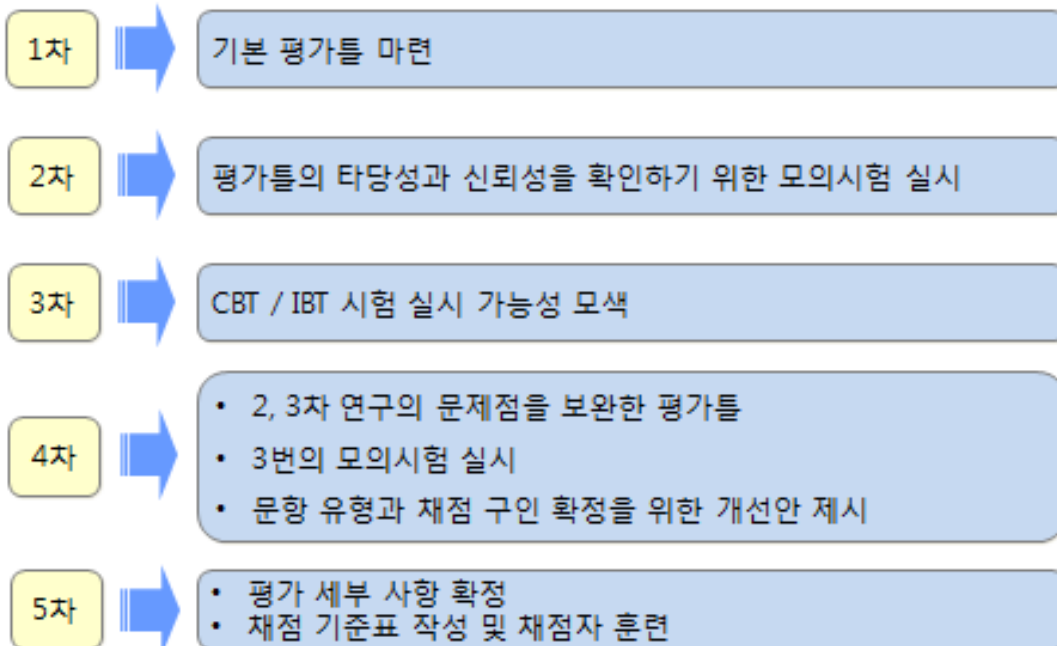 1차
기본 평가틀 마련
2차
평가틀의 타당성과 신뢰성을 확인하기 위한 모의시험 실시
3차
CBT / IBT 시험 실시 가능성 모색
4차
• 2, 3차 연구의 문제점을 보완한 평가틀
• 3번의 모의시험 실시
• 문항 유형과 채점 구인 확정을 위한 개선안 제시
5차
• 평가 세부 사항 확정
• 채점 기준표 작성 및 채점자 훈련